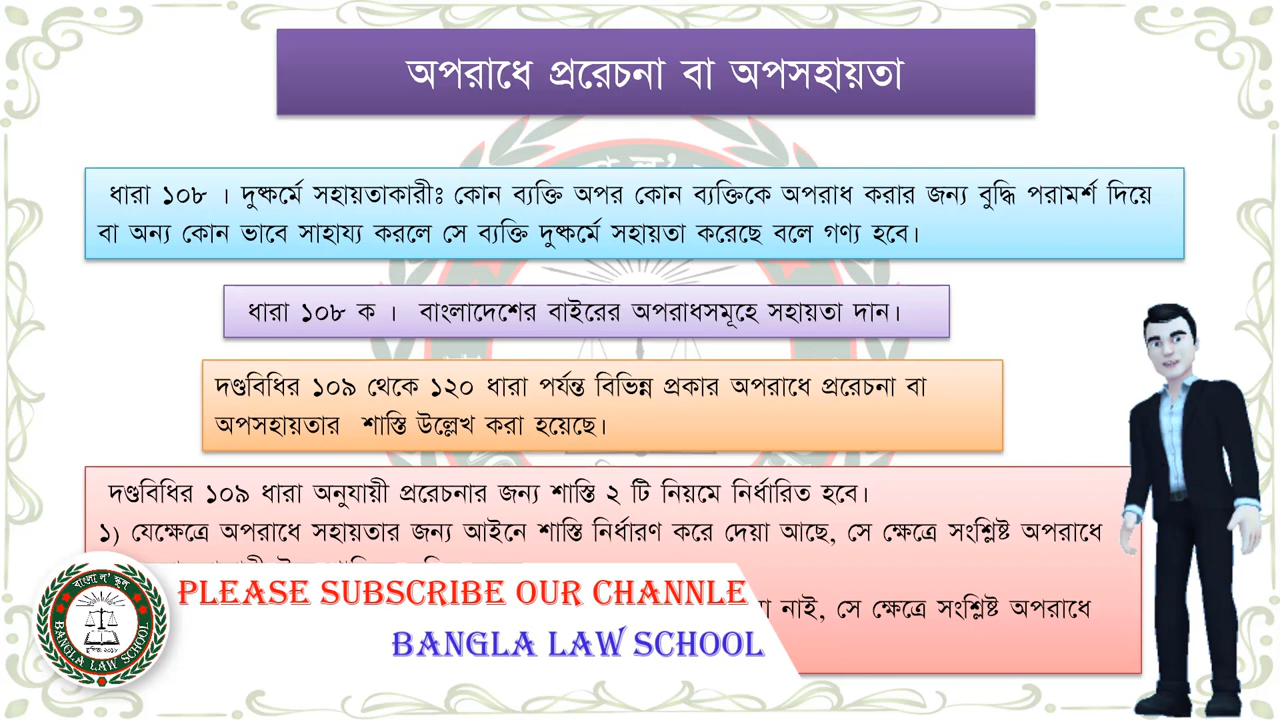 অপরাধে প্ররেচনা বা অপসহায়তা
ধারা ১০৮ । দুষ্কর্মে সহায়তাকারীঃ কোন ব্যক্তি অপর কোন ব্যক্তিকে অপরাধ করার জন্য বুদ্ধি পরামর্শ দিয়ে
বা অন্য কোন ভাবে সাহায্য করলে সে ব্যক্তি দুষ্কর্মে সহায়তা করেছে বলে গণ্য হবে।
ধারা ১০৮ ক । বাংলাদেশের বাইরের অপরাধসমূহে সহায়তা দান।
দণ্ডবিধির ১০৯ থেকে ১২০ ধারা পর্যন্ত বিভিন্ন প্রকার অপরাধে প্ররেচনা বা
অপসহায়তার শাস্তি উল্লেখ করা হয়েছে।
দণ্ডবিধির ১০৯ ধারা অনুযায়ী প্ররেচনার জন্য শাস্তি ২ টি নিয়মে নির্ধারিত হবে।
১) যেক্ষেত্রে অপরাধে সহায়তার জন্য আইনে শাস্তি নির্ধারণ করে দেয়া আছে, সে ক্ষেত্রে সংশ্লিষ্ট অপরাধে
নাই, সে ক্ষেত্রে সংশ্লিষ্ট অপরাধে
PLEASE SUBSCRIBE OUR CHANNLE
BANGLA LAW SCHOOL
বাংলা ল' স্কুল
BANGLA LAW SCHOOL